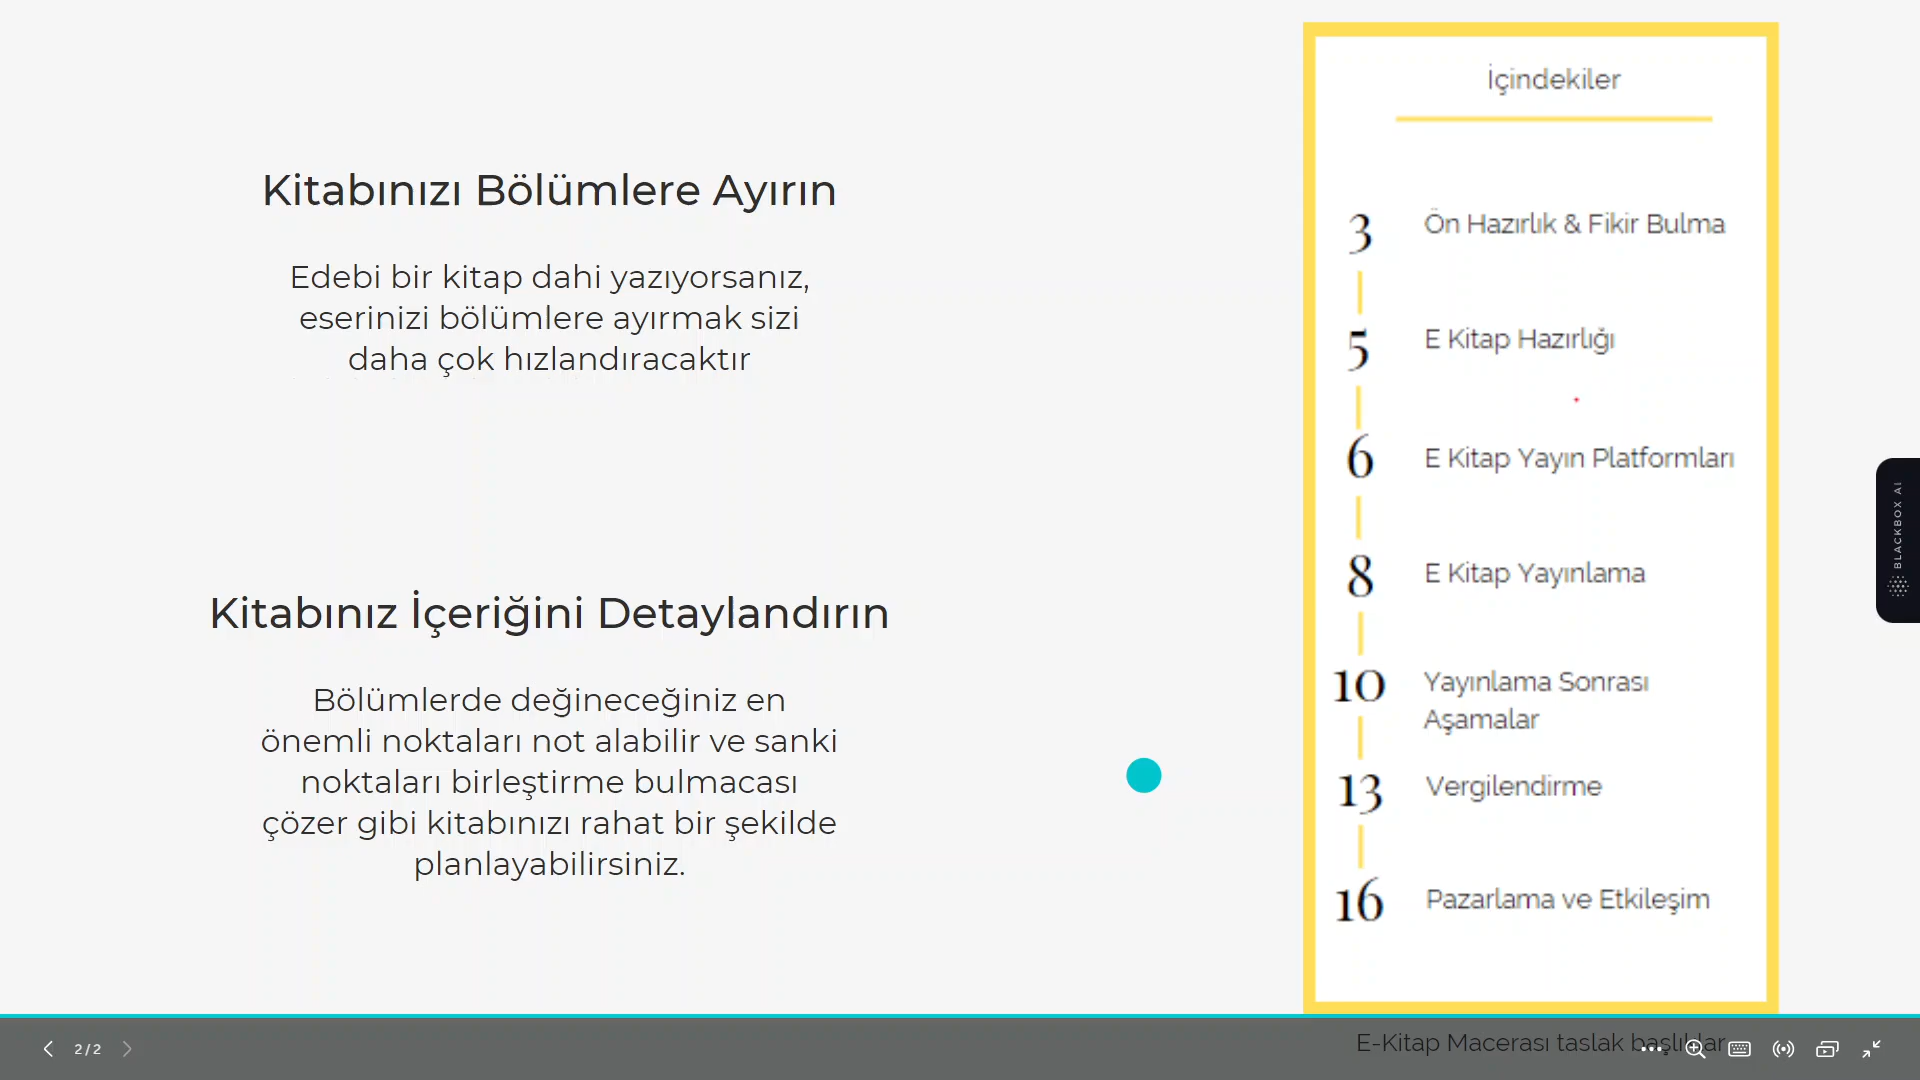 Kitabınızı Bölümlere Ayırın
Edebi bir kitap dahi yazıyorsanız,
eserinizi bölümlere ayırmak sizi
daha çok hızlandıracaktır
Kitabınız İçeriğini Detaylandırın
Bölümlerde değineceğiniz en
önemli noktaları not alabilir ve sanki
noktaları birleştirme bulmacası
çözer gibi kitabınızı rahat bir şekilde
planlayabilirsiniz.
İçindekiler
3 Ön Hazırlık & Fikir Bulma
5 E Kitap Hazırlığı
6 E Kitap Yayın Platformları
8 E Kitap Yayınlama
10 Yayınlama Sonrası
Aşamalar
13 Vergilendirme
16 Pazarlama ve Etkileşim
E-Kitap Macerası taslak başlıklar
BLACKBOX AI
2/2